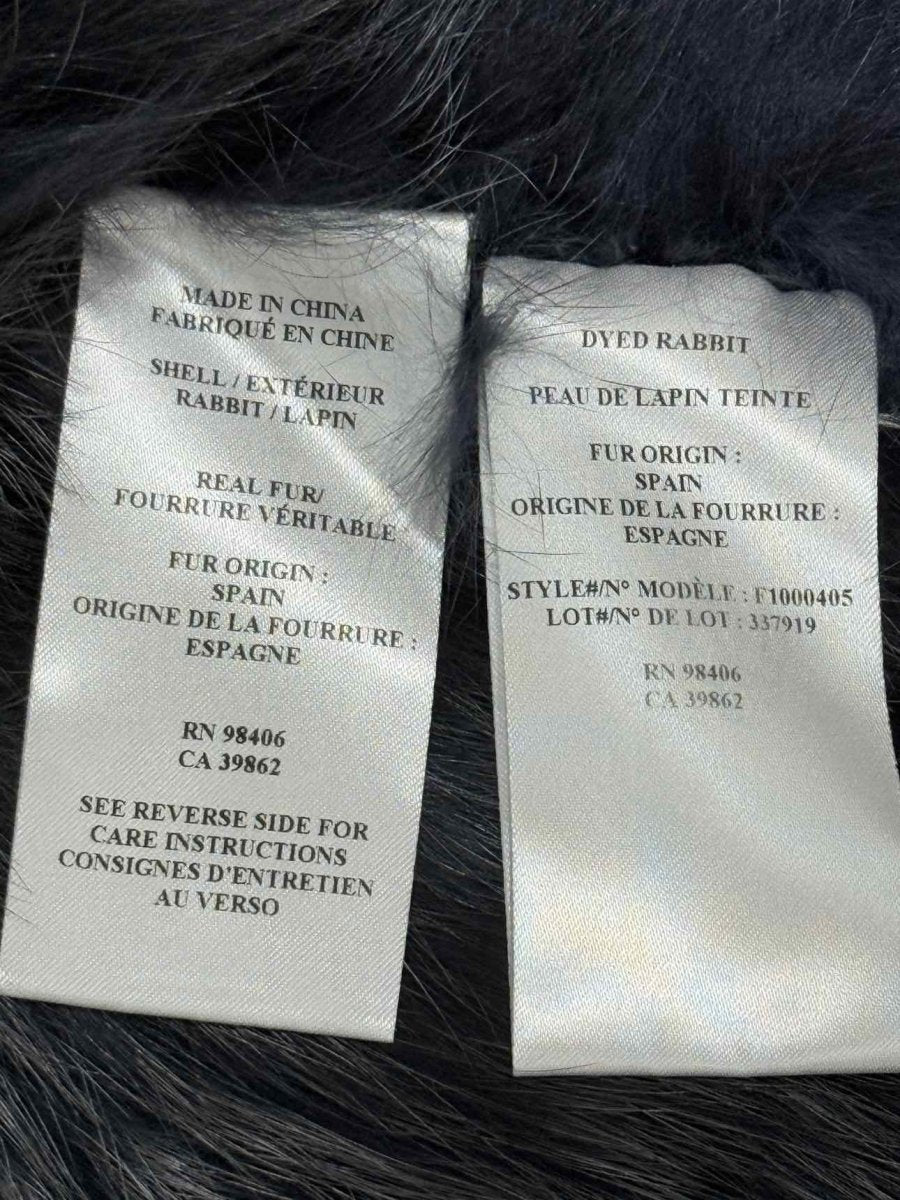 MADE IN CHINA
FABRIQUÉ EN CHINE
SHELL / EXTÉRIEUR
RABBIT / LAPIN
REAL FUR/
FOURRURE VÉRITABLE
FUR ORIGIN :
SPAIN
ORIGINE DE LA FOURRURE :
ESPAGNE
RN 98406
CA 39862
SEE REVERSE SIDE FOR
CARE INSTRUCTIONS
CONSIGNES D'ENTRETIEN
AU VERSO
DYED RABBIT
PEAU DE LAPIN TEINTE
FUR ORIGIN :
SPAIN
ORIGINE DE LA FOURRURE :
ESPAGNE
STYLE#/N° MODÈLE : F1000405
LOT#/N° DE LOT : 337919
RN 98406
CA 39862